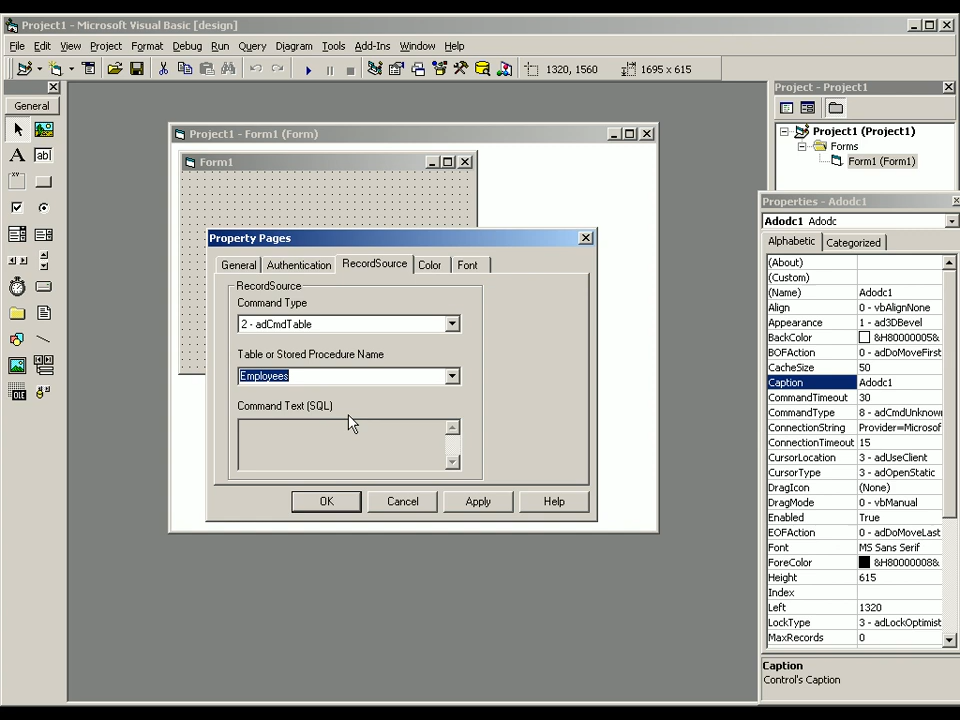 Project1 - Microsoft Visual Basic [design]
File Edit View Project Format Debug Run Query Diagram Tools Add-Ins Window Help
1320, 1560 1695 x 615
General
A ab|
xv
OLE
Project1 - Form1 (Form)
Form1
Property Pages
General Authentication RecordSource Color Font
RecordSource
Command Type
2 - adCmdTable
Table or Stored Procedure Name
Employees
Command Text (SQL)
OK Cancel Apply Help
Project - Project1
Project1 (Project1)
Forms
Form1 (Form1)
Properties - Adodc1
Adodc1 Adodc
Alphabetic Categorized
(About)
(Custom)
(Name) Adodc1
Align 0 - vbAlignNone
Appearance 1 - ad3DBevel
BackColor &H80000005&
BOFAction 0 - adDoMoveFirst
CacheSize 50
Caption Adodc1
CommandTimeout 30
CommandType 8 - adCmdUnknow
ConnectionString Provider=Microsof
ConnectionTimeout 15
CursorLocation 3 - adUseClient
CursorType 3 - adOpenStatic
DragIcon (None)
DragMode 0 - vbManual
Enabled True
EOFAction 0 - adDoMoveLast
Font MS Sans Serif
ForeColor &H80000008&
Height 615
Index
Left 1320
LockType 3 - adLockOptimist
MaxRecords 0
Caption
Control's Caption